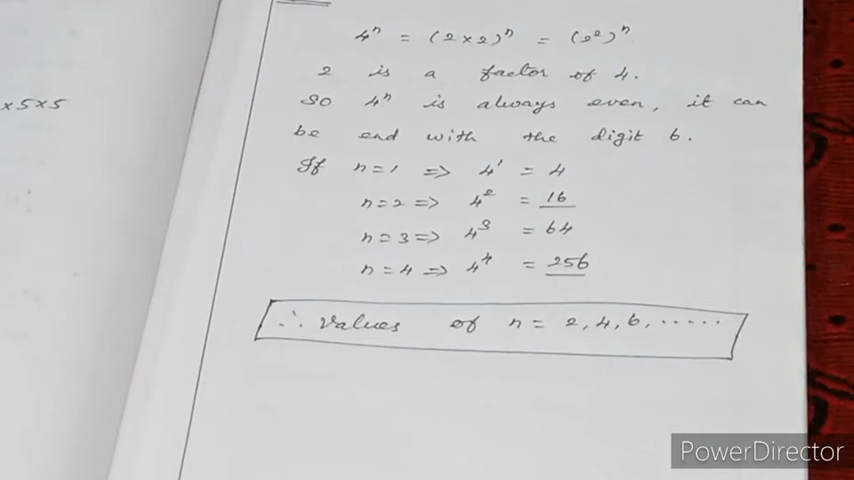 ×5×5
4ⁿ = (2×2)ⁿ = (2²)ⁿ
2 is a factor of 4.
So 4ⁿ is always even, it can
be end with the digit 6.
If n=1 => 4¹ = 4
n=2 => 4² = 16
n=3 => 4³ = 64
n=4 => 4⁴ = 256
∴ Values of n = 2, 4, 6, .....
PowerDirector